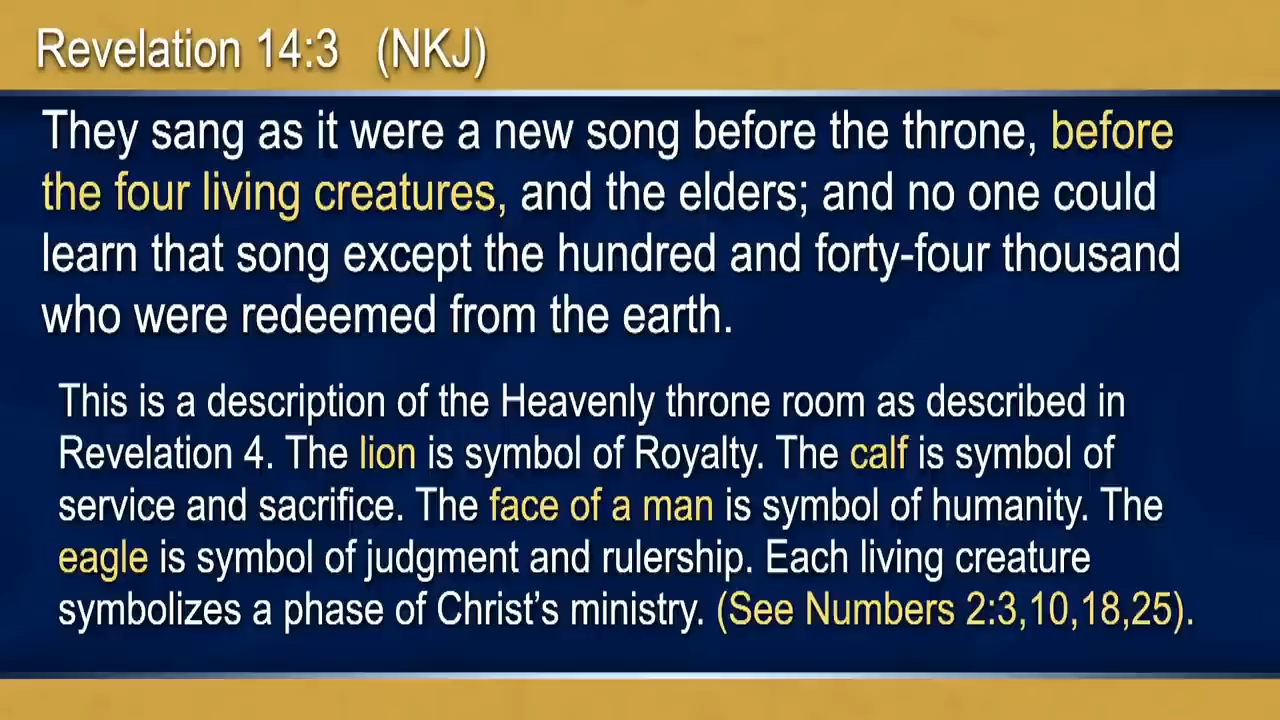 Revelation 14:3 (NKJ)
They sang as it were a new song before the throne, before
the four living creatures, and the elders; and no one could
learn that song except the hundred and forty-four thousand
who were redeemed from the earth.
This is a description of the Heavenly throne room as described in
Revelation 4. The lion is symbol of Royalty. The calf is symbol of
service and sacrifice. The face of a man is symbol of humanity. The
eagle is symbol of judgment and rulership. Each living creature
symbolizes a phase of Christ’s ministry. (See Numbers 2:3,10,18,25).